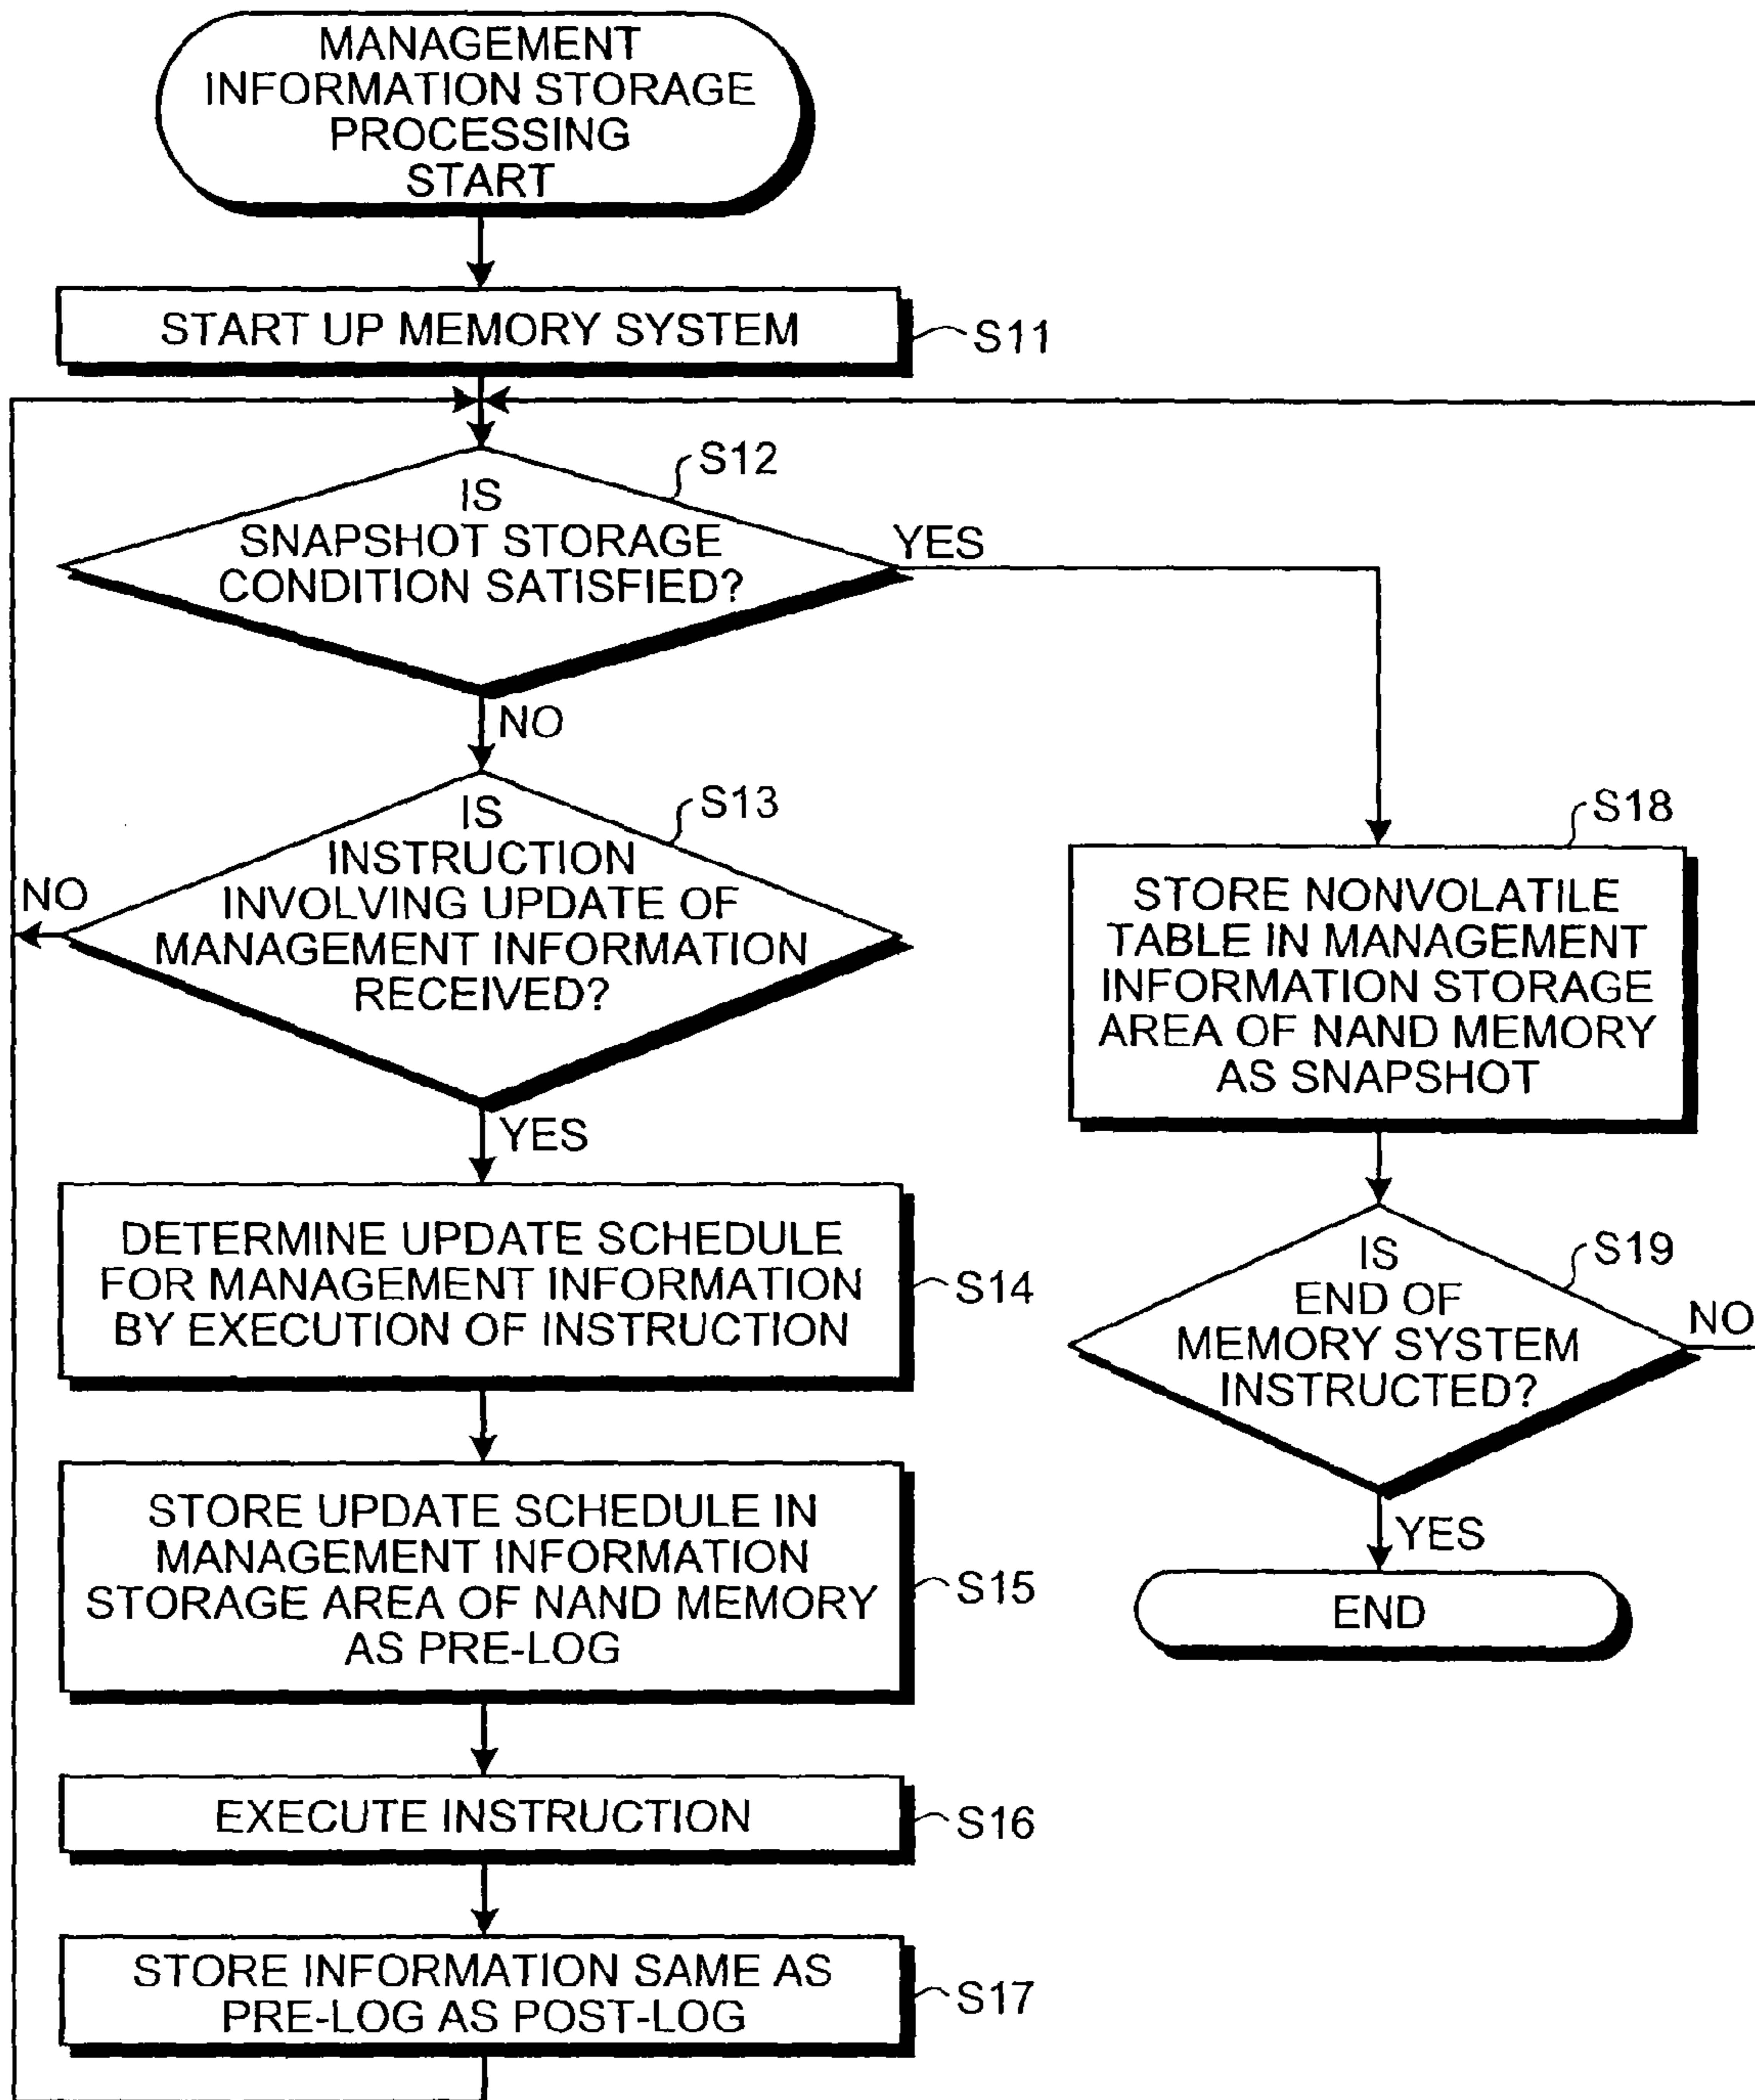 MANAGEMENT
INFORMATION STORAGE
PROCESSING
START
START UP MEMORY SYSTEM
S11
S12
IS
SNAPSHOT STORAGE
CONDITION SATISFIED?
YES
NO
S13
IS
INSTRUCTION
INVOLVING UPDATE OF
MANAGEMENT INFORMATION
RECEIVED?
NO
YES
DETERMINE UPDATE SCHEDULE
FOR MANAGEMENT INFORMATION
BY EXECUTION OF INSTRUCTION
S14
STORE UPDATE SCHEDULE IN
MANAGEMENT INFORMATION
STORAGE AREA OF NAND MEMORY
AS PRE-LOG
S15
EXECUTE INSTRUCTION
S16
STORE INFORMATION SAME AS
PRE-LOG AS POST-LOG
S17
S18
STORE NONVOLATILE
TABLE IN MANAGEMENT
INFORMATION STORAGE
AREA OF NAND MEMORY
AS SNAPSHOT
S19
IS
END OF
MEMORY SYSTEM
INSTRUCTED?
NO
YES
END